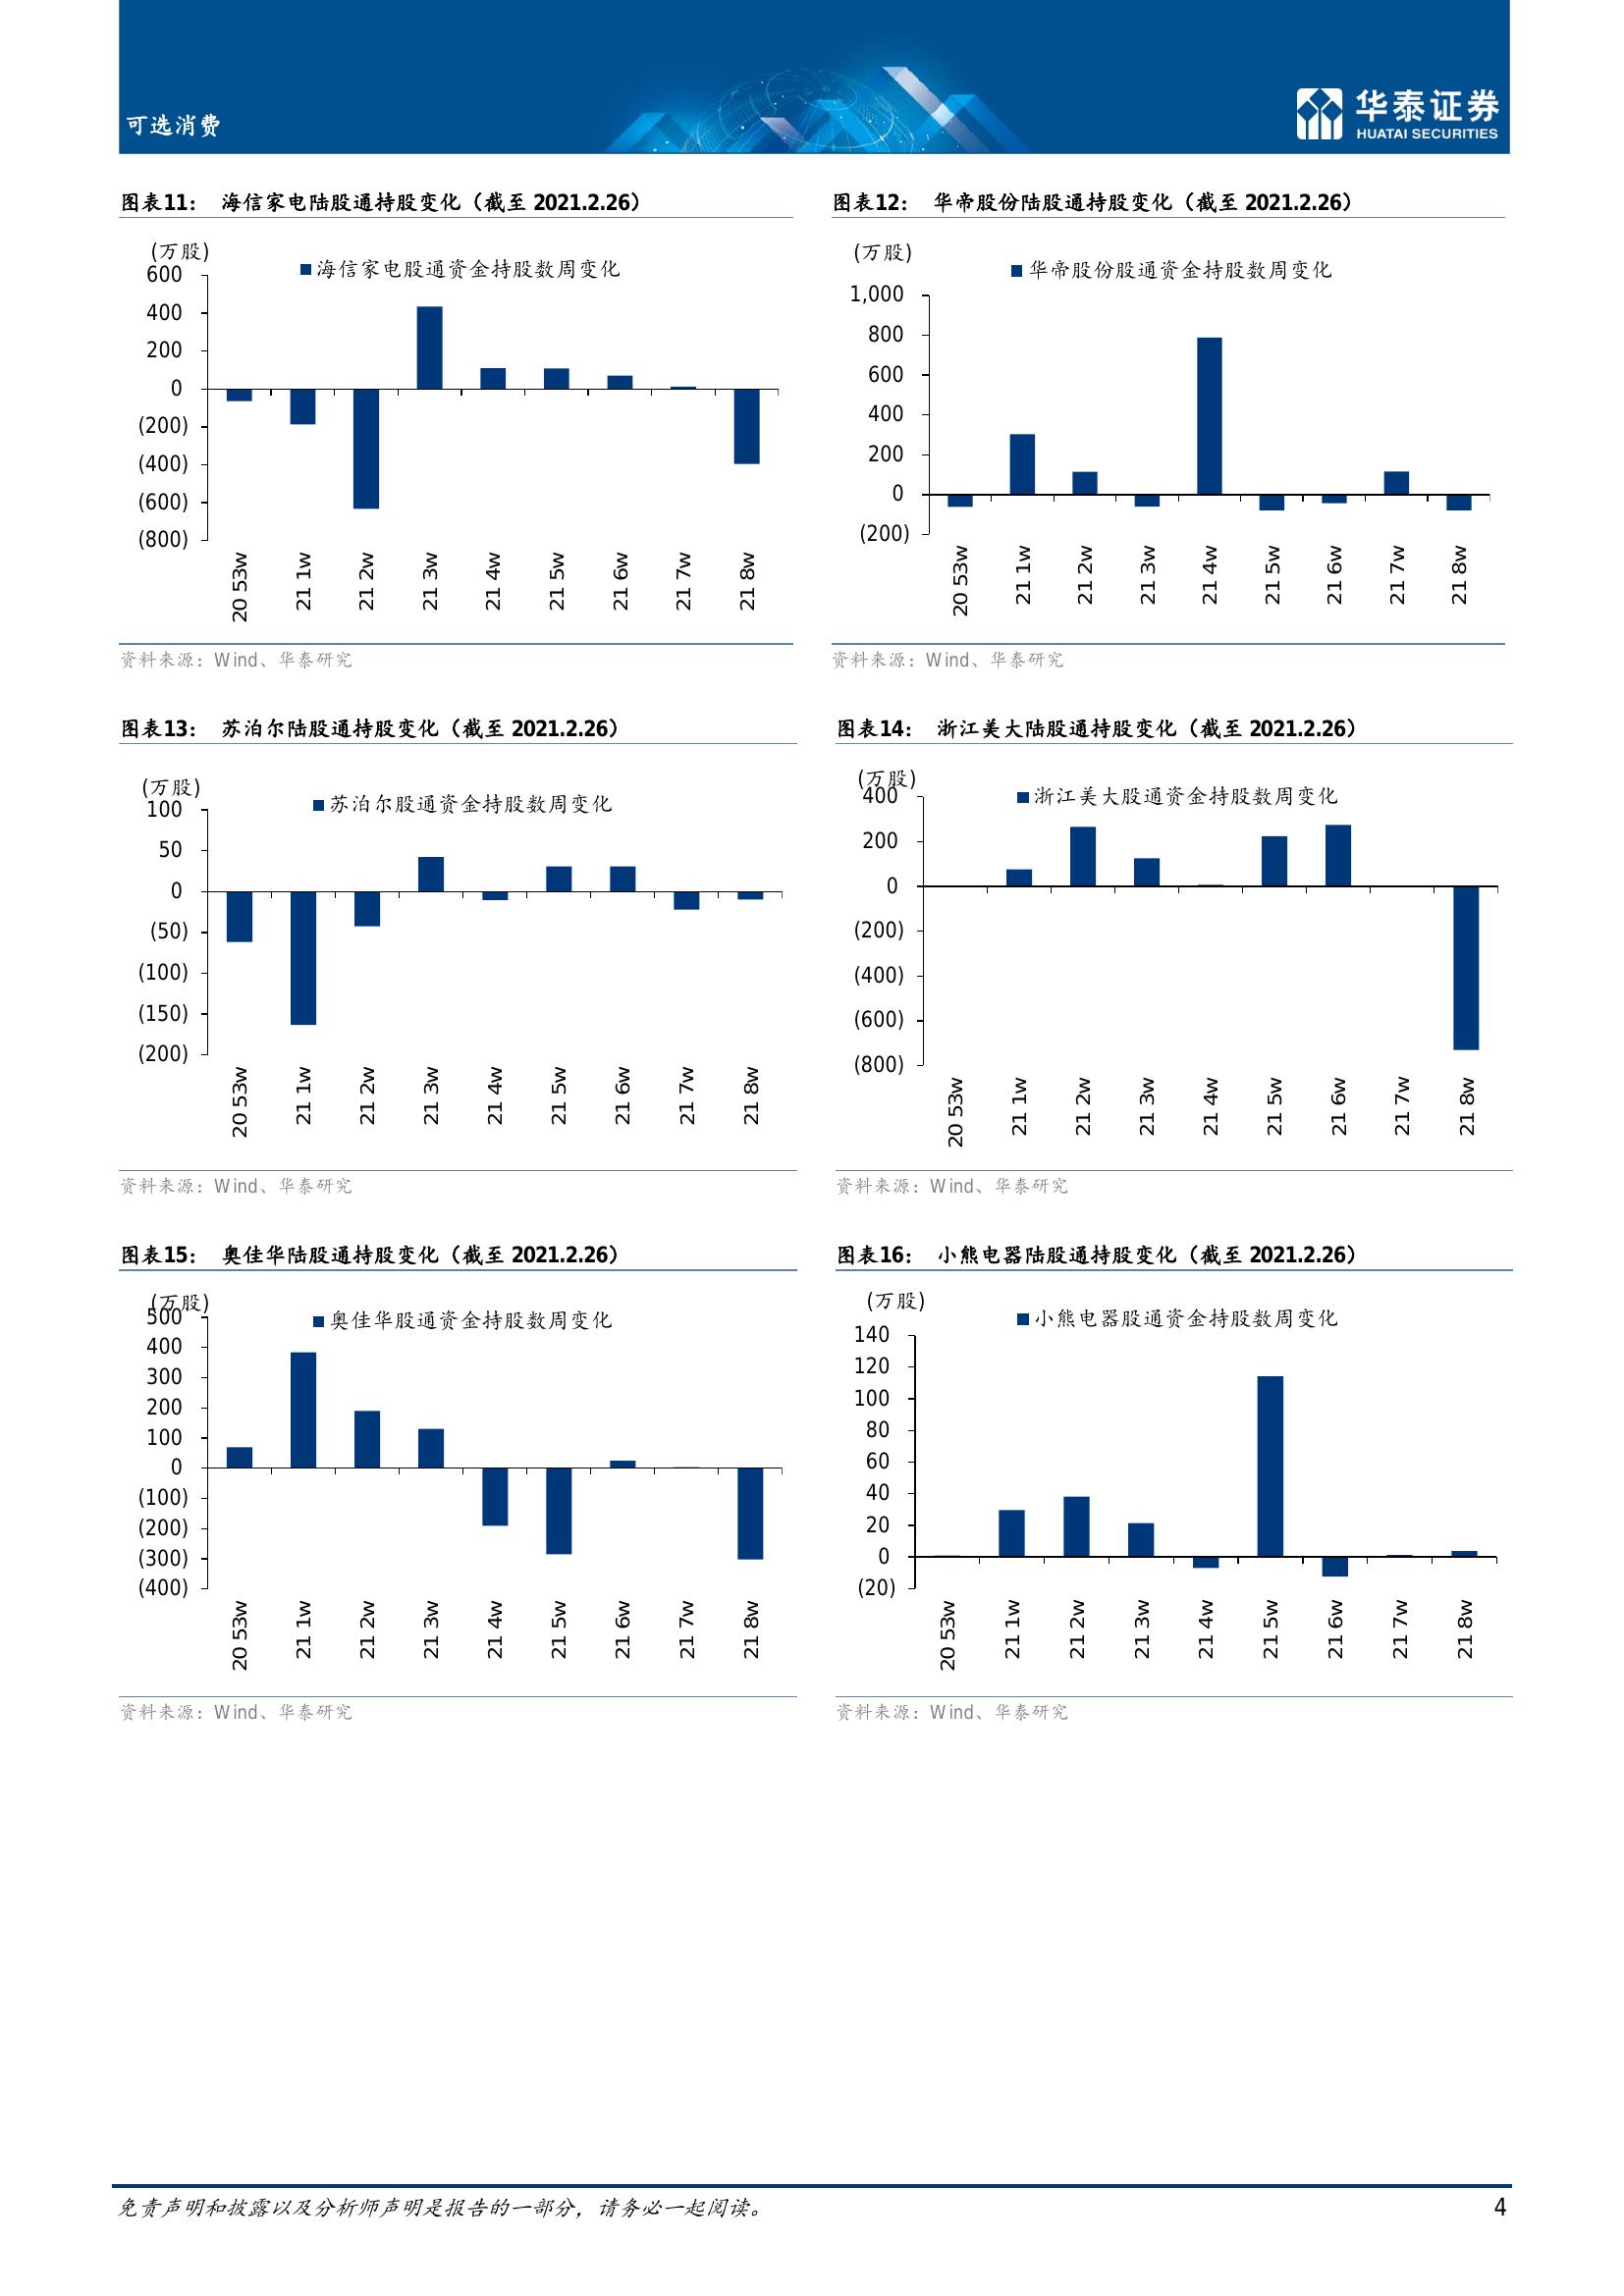 可选消费
华泰证券
HUATAI SECURITIES
图表11： 海信家电陆股通持股变化（截至 2021.2.26）
(万股)
海信家电股通资金持股数周变化
600
400
200
0
(200)
(400)
(600)
(800)
20 53w
21 1w
21 2w
21 3w
21 4w
21 5w
21 6w
21 7w
21 8w
资料来源：Wind、华泰研究
图表12： 华帝股份陆股通持股变化（截至 2021.2.26）
(万股)
华帝股份股通资金持股数周变化
1,000
800
600
400
200
0
(200)
20 53w
21 1w
21 2w
21 3w
21 4w
21 5w
21 6w
21 7w
21 8w
资料来源：Wind、华泰研究
图表13： 苏泊尔陆股通持股变化（截至 2021.2.26）
(万股)
苏泊尔股通资金持股数周变化
100
50
0
(50)
(100)
(150)
(200)
20 53w
21 1w
21 2w
21 3w
21 4w
21 5w
21 6w
21 7w
21 8w
资料来源：Wind、华泰研究
图表14： 浙江美大陆股通持股变化（截至 2021.2.26）
(万股)
浙江美大股通资金持股数周变化
400
200
0
(200)
(400)
(600)
(800)
20 53w
21 1w
21 2w
21 3w
21 4w
21 5w
21 6w
21 7w
21 8w
资料来源：Wind、华泰研究
图表15： 奥佳华陆股通持股变化（截至 2021.2.26）
(万股)
奥佳华股通资金持股数周变化
500
400
300
200
100
0
(100)
(200)
(300)
(400)
20 53w
21 1w
21 2w
21 3w
21 4w
21 5w
21 6w
21 7w
21 8w
资料来源：Wind、华泰研究
图表16： 小熊电器陆股通持股变化（截至 2021.2.26）
(万股)
小熊电器股通资金持股数周变化
140
120
100
80
60
40
20
0
(20)
20 53w
21 1w
21 2w
21 3w
21 4w
21 5w
21 6w
21 7w
21 8w
资料来源：Wind、华泰研究
免责声明和披露以及分析师声明是报告的一部分，请务必一起阅读。
4